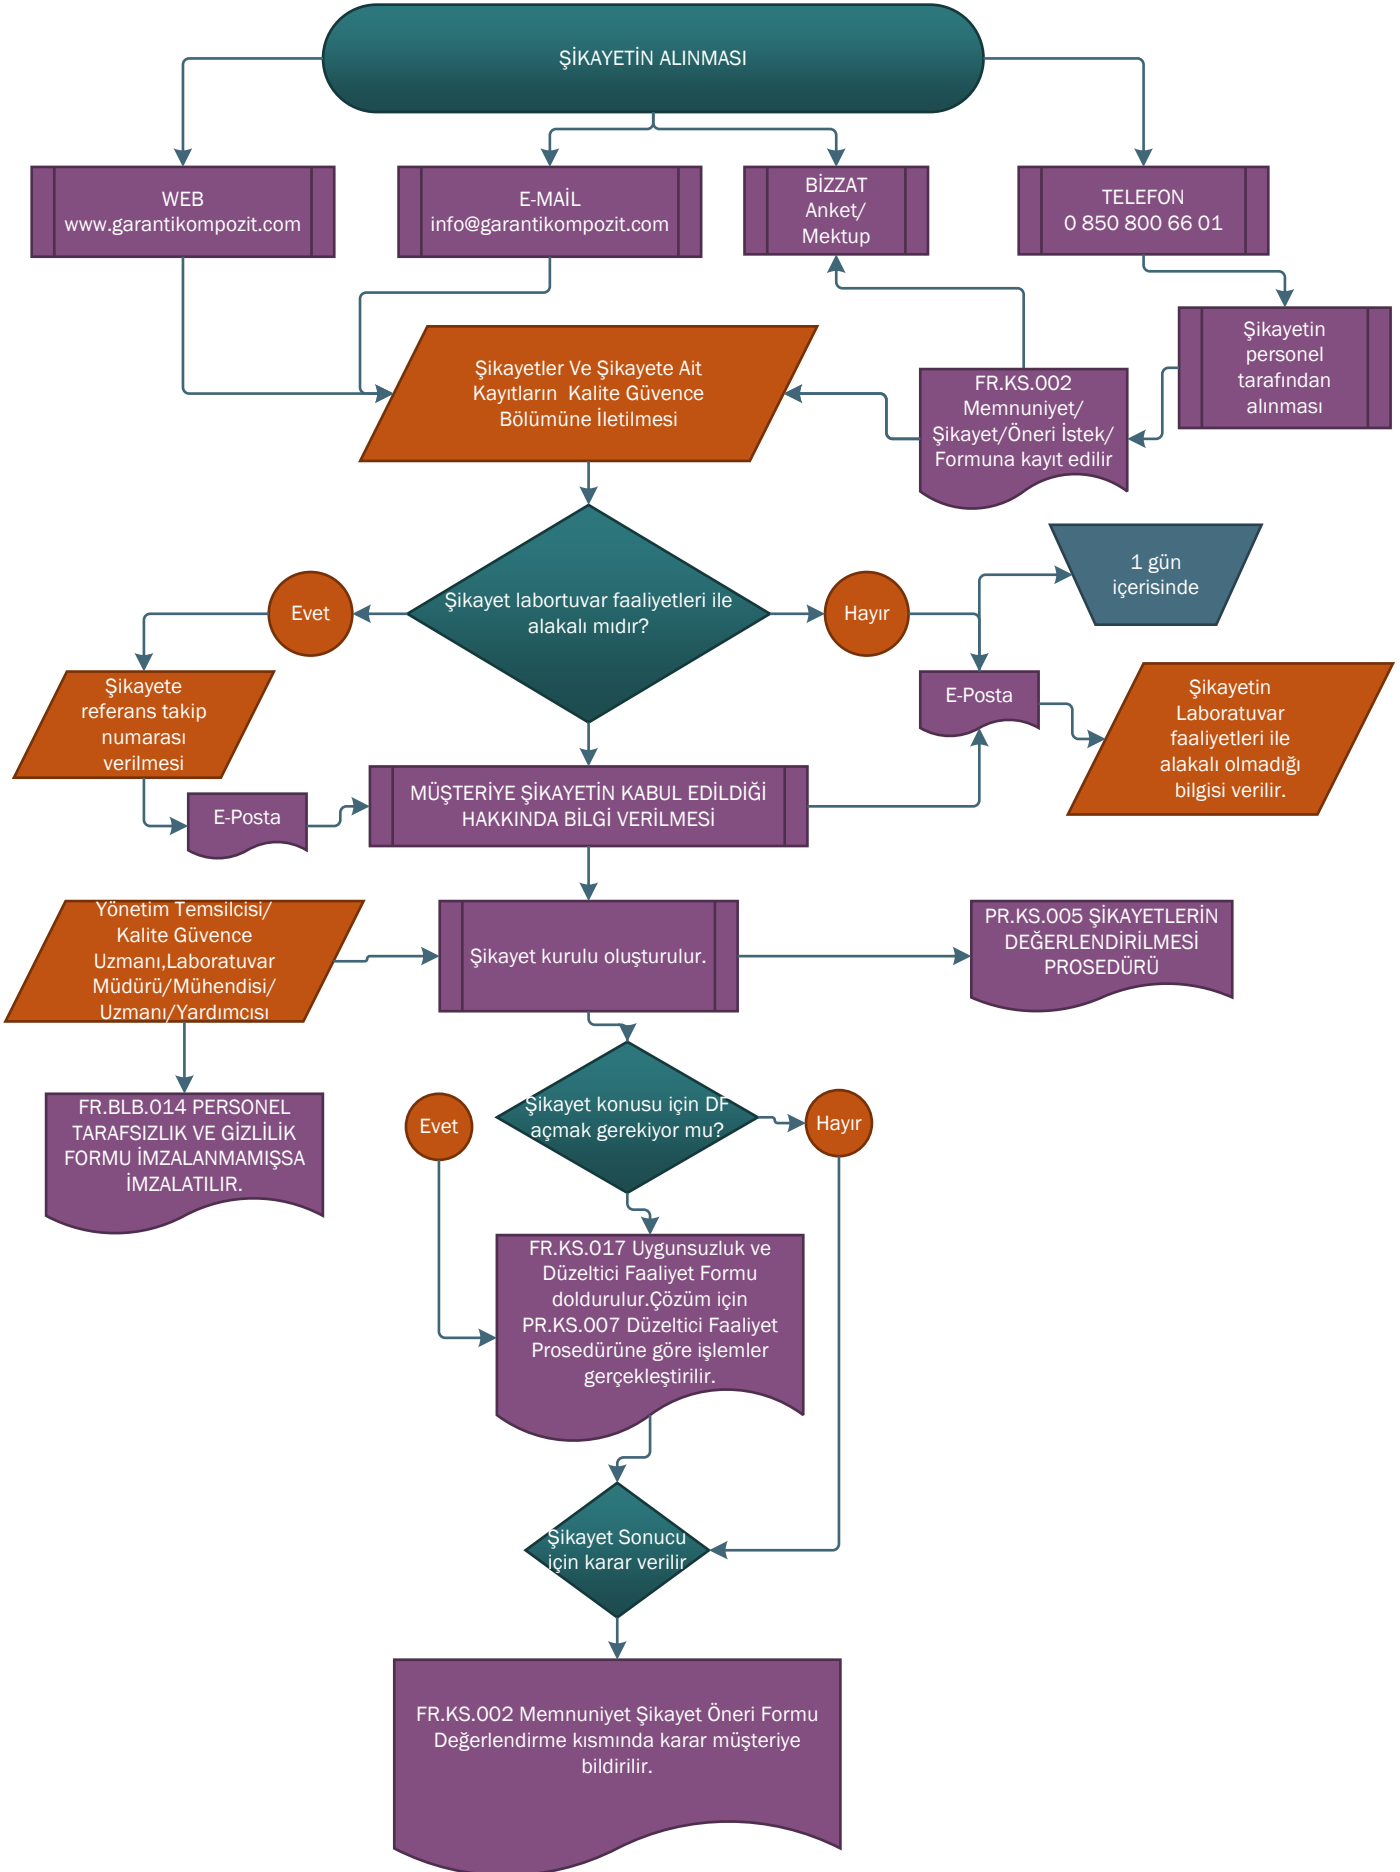 ŞİKAYETİN ALINMASI
WEB
www.garantikompozit.com
E-MAİL
info@garantikompozit.com
BİZZAT
Anket/
Mektup
TELEFON
0 850 800 66 01
Şikayetin
personel
tarafından
alınması
Şikayetler Ve Şikayete Ait
Kayıtların  Kalite Güvence
Bölümüne İletilmesi
FR.KS.002
Memnuniyet/
Şikayet/Öneri İstek/
Formuna kayıt edilir
1 gün
içerisinde
Evet
Şikayet labortuvar faaliyetleri ile
alakalı mıdır?
Hayır
Şikayete
referans takip
numarası
verilmesi
E-Posta
Şikayetin
Laboratuvar
faaliyetleri ile
alakalı olmadığı
bilgisi verilir.
E-Posta
MÜŞTERİYE ŞİKAYETİN KABUL EDİLDİĞİ
HAKKINDA BİLGİ VERİLMESİ
Yönetim Temsilcisi/
Kalite Güvence
Uzmanı,Laboratuvar
Müdürü/Mühendisi/
Uzmanı/Yardımcısı
Şikayet kurulu oluşturulur.
PR.KS.005 ŞİKAYETLERİN
DEĞERLENDİRİLMESİ
PROSEDÜRÜ
FR.BLB.014 PERSONEL
TARAFSIZLIK VE GİZLİLİK
FORMU İMZALANMAMIŞSA
İMZALATILIR.
Evet
Şikayet konusu için DF
açmak gerekiyor mu?
Hayır
FR.KS.017 Uygunsuzluk ve
Düzeltici Faaliyet Formu
doldurulur.Çözüm için
PR.KS.007 Düzeltici Faaliyet
Prosedürüne göre işlemler
gerçekleştirilir.
Şikayet Sonucu
için karar verilir
FR.KS.002 Memnuniyet Şikayet Öneri Formu
Değerlendirme kısmında karar müşteriye
bildirilir.